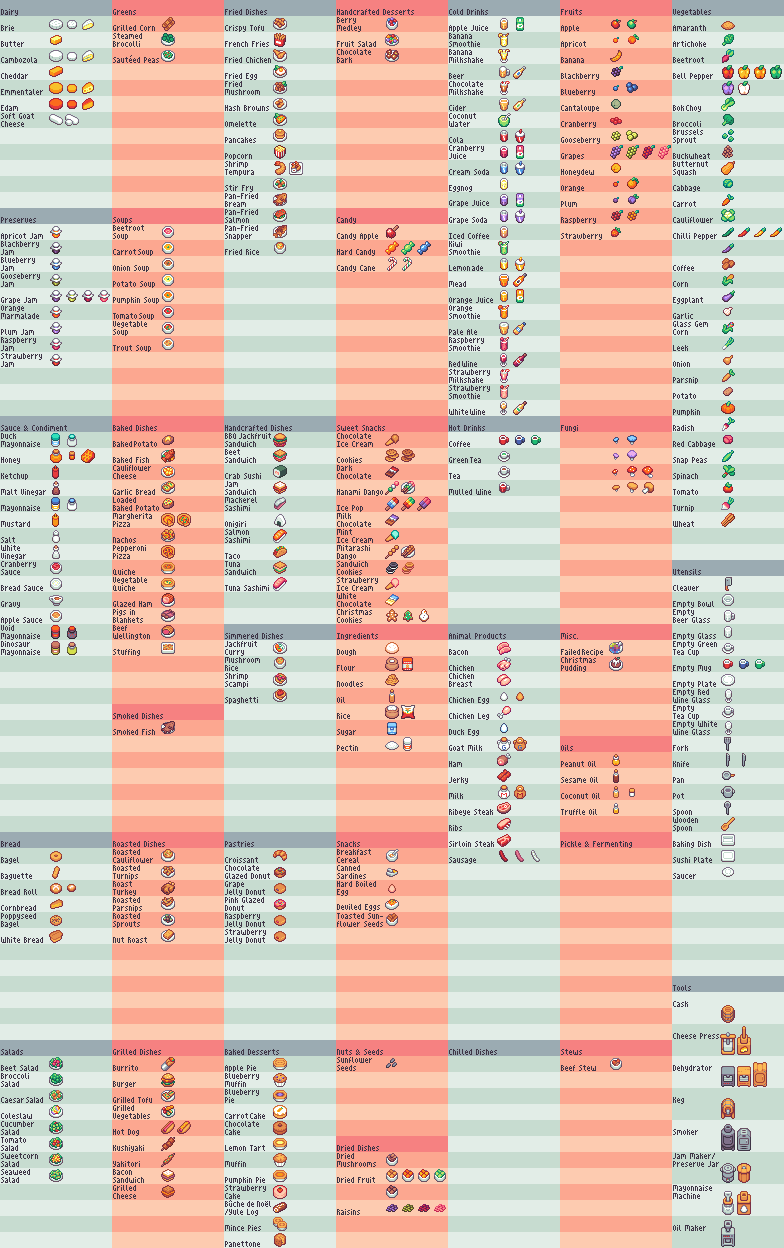 Dairy
Brie
Butter
Cambozola
Cheddar
Emmentaler
Edam
Soft Goat
Cheese
Greens
Grilled Corn
Steamed
Brocolli
Sautéed Peas
Fried Dishes
Crispy Tofu
French Fries
Fried Chicken
Fried Egg
Fried
Mushroom
Hash Browns
Omelette
Pancakes
Popcorn
Shrimp
Tempura
Stir Fry
Pan-Fried
Bream
Pan-Fried
Salmon
Pan-Fried
Snapper
Fried Rice
Handcrafted Desserts
Berry
Medley
Fruit Salad
Chocolate
Bark
Cold Drinks
Apple Juice
Banana
Smoothie
Banana
Milkshake
Beer
Chocolate
Milkshake
Cider
Coconut
Water
Cola
Cranberry
Juice
Cream Soda
Eggnog
Grape Juice
Grape Soda
Iced Coffee
Kiwi
Smoothie
Lemonade
Mead
Orange Juice
Orange
Smoothie
Pale Ale
Raspberry
Smoothie
Red Wine
Strawberry
Milkshake
Strawberry
Smoothie
White Wine
Fruits
Apple
Apricot
Banana
Blackberry
Blueberry
Cantaloupe
Cranberry
Gooseberry
Grapes
Honeydew
Orange
Plum
Raspberry
Strawberry
Vegetables
Amaranth
Artichoke
Beetroot
Bell Pepper
Bok Choy
Broccoli
Brussels
Sprout
Buckwheat
Butternut
Squash
Cabbage
Carrot
Cauliflower
Chilli Pepper
Coffee
Corn
Eggplant
Garlic
Glass Gem
Corn
Leek
Onion
Parsnip
Potato
Pumpkin
Radish
Red Cabbage
Snap Peas
Spinach
Tomato
Turnip
Wheat
Preserves
Apricot Jam
Blackberry
Jam
Blueberry
Jam
Gooseberry
Jam
Grape Jam
Orange
Marmalade
Plum Jam
Raspberry
Jam
Strawberry
Jam
Soups
Beetroot
Soup
Carrot Soup
Onion Soup
Potato Soup
Pumpkin Soup
Tomato Soup
Vegetable
Soup
Trout Soup
Candy
Candy Apple
Hard Candy
Candy Cane
Sauce & Condiment
Duck
Mayonnaise
Honey
Ketchup
Malt Vinegar
Mayonnaise
Mustard
Salt
White
Vinegar
Cranberry
Sauce
Bread Sauce
Gravy
Apple Sauce
Void
Mayonnaise
Dinosaur
Mayonnaise
Baked Dishes
Baked Potato
Baked Fish
Cauliflower
Cheese
Garlic Bread
Loaded
Baked Potato
Margherita
Pizza
Nachos
Pepperoni
Pizza
Quiche
Vegetable
Quiche
Glazed Ham
Pigs in
Blankets
Beef
Wellington
Stuffing
Handcrafted Dishes
BBQ Jackfruit
Sandwich
Beet
Sandwich
Crab Sushi
Jam
Sandwich
Mackerel
Sashimi
Onigiri
Salmon
Sashimi
Taco
Tuna
Sandwich
Tuna Sashimi
Sweet Snacks
Chocolate
Ice Cream
Cookies
Dark
Chocolate
Hanami Dango
Ice Pop
Milk
Chocolate
Mint
Ice Cream
Mitarashi
Dango
Sandwich
Cookies
Strawberry
Ice Cream
White
Chocolate
Christmas
Cookies
Hot Drinks
Coffee
Green Tea
Tea
Mulled Wine
Fungi
Utensils
Cleaver
Empty Bowl
Empty
Beer Glass
Empty Glass
Empty Green
Tea Cup
Empty Mug
Empty Plate
Empty Red
Wine Glass
Empty
Tea Cup
Empty White
Wine Glass
Fork
Knife
Pan
Pot
Spoon
Wooden
Spoon
Baking Dish
Sushi Plate
Saucer
Smoked Dishes
Smoked Fish
Simmered Dishes
Jackfruit
Curry
Mushroom
Rice
Shrimp
Scampi
Spaghetti
Ingredients
Dough
Flour
Noodles
Oil
Rice
Sugar
Pectin
Animal Products
Bacon
Chicken
Chicken
Breast
Chicken Egg
Chicken Leg
Duck Egg
Goat Milk
Ham
Jerky
Milk
Ribeye Steak
Ribs
Sirloin Steak
Sausage
Misc.
Failed Recipe
Christmas
Pudding
Oils
Peanut Oil
Sesame Oil
Coconut Oil
Truffle Oil
Pickle & Fermenting
Bread
Bagel
Baguette
Bread Roll
Cornbread
Poppyseed
Bagel
White Bread
Roasted Dishes
Roasted
Cauliflower
Roasted
Turnips
Roast
Turkey
Roasted
Parsnips
Roasted
Sprouts
Nut Roast
Pastries
Croissant
Chocolate
Glazed Donut
Grape
Jelly Donut
Pink Glazed
Donut
Raspberry
Jelly Donut
Strawberry
Jelly Donut
Snacks
Breakfast
Cereal
Canned
Sardines
Hard Boiled
Egg
Deviled Eggs
Toasted Sun-
flower Seeds
Tools
Cask
Cheese Press
Dehydrator
Keg
Smoker
Jam Maker/
Preserve Jar
Mayonnaise
Machine
Oil Maker
Salads
Beet Salad
Broccoli
Salad
Caesar Salad
Coleslaw
Cucumber
Salad
Tomato
Salad
Sweetcorn
Salad
Seaweed
Salad
Grilled Dishes
Burrito
Burger
Grilled Tofu
Grilled
Vegetables
Hot Dog
Kushiyaki
Yakitori
Bacon
Sandwich
Grilled
Cheese
Baked Desserts
Apple Pie
Blueberry
Muffin
Blueberry
Pie
Carrot Cake
Chocolate
Cake
Lemon Tart
Muffin
Pumpkin Pie
Strawberry
Cake
Bûche de Noël
/Yule Log
Mince Pies
Panettone
Nuts & Seeds
Sunflower
Seeds
Dried Dishes
Dried
Mushrooms
Dried Fruit
Raisins
Chilled Dishes
Stews
Beef Stew